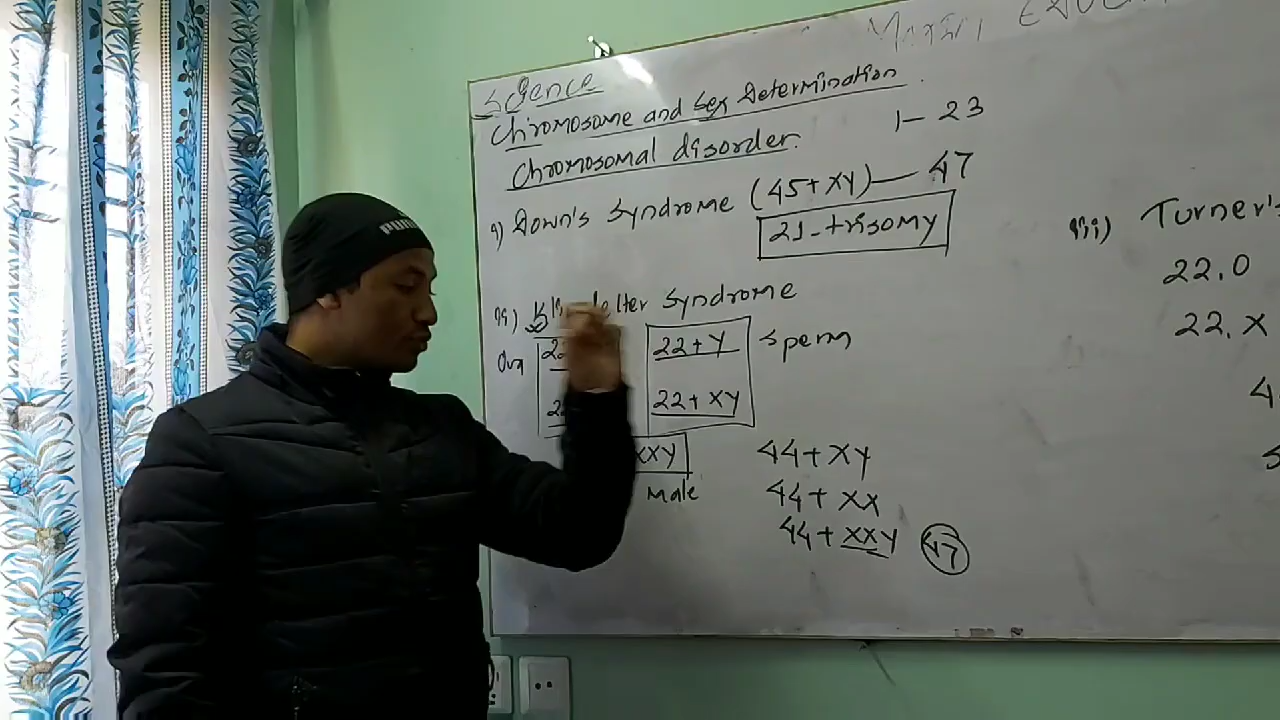 Science
Chromosome and Sex Determination
Chromosomal disorder.
1 - 23
i) Down's Syndrome (45+XY) — 47
21-trisomy
ii) Syndrome
Ova
22+Y
Sperm
22+XY
XXY
Male
44+XY
44+XX
44+XXY
47
iii) Turner's
22,0
22,X
PUMA